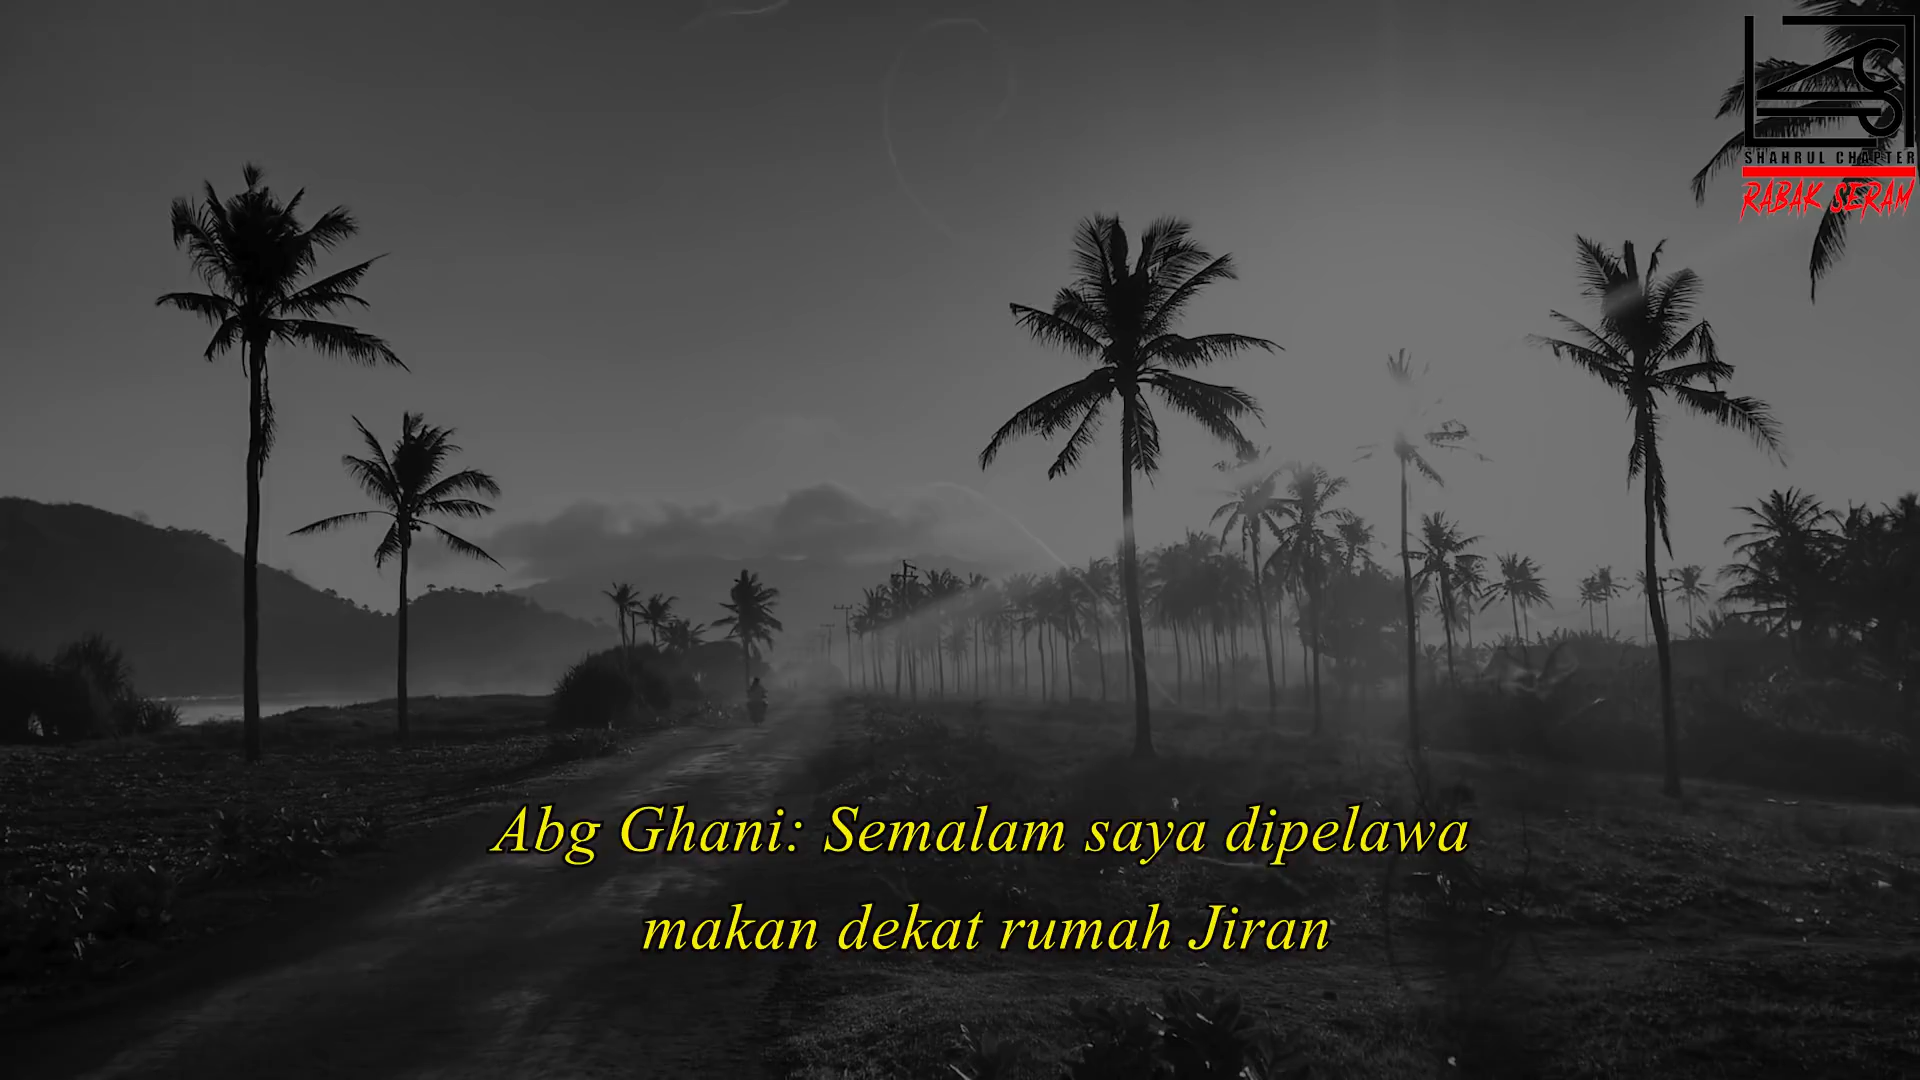 SHAHRUL CHAPTER
RABAK SERAM
Abg Ghani: Semalam saya dipelawa
makan dekat rumah Jiran